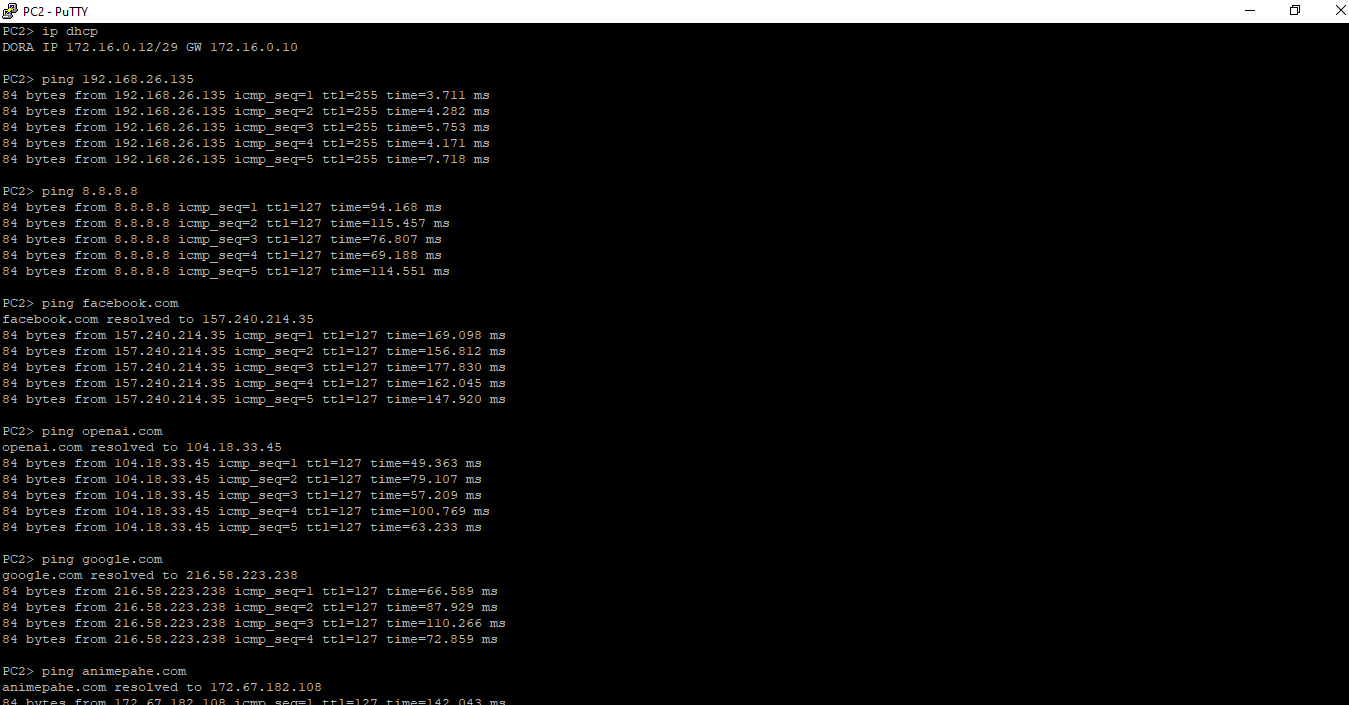 PC2 - PuTTY
PC2> ip dhcp
DORA IP 172.16.0.12/29 GW 172.16.0.10
PC2> ping 192.168.26.135
84 bytes from 192.168.26.135 icmp_seq=1 ttl=255 time=3.711 ms
84 bytes from 192.168.26.135 icmp_seq=2 ttl=255 time=4.282 ms
84 bytes from 192.168.26.135 icmp_seq=3 ttl=255 time=5.753 ms
84 bytes from 192.168.26.135 icmp_seq=4 ttl=255 time=4.171 ms
84 bytes from 192.168.26.135 icmp_seq=5 ttl=255 time=7.718 ms
PC2> ping 8.8.8.8
84 bytes from 8.8.8.8 icmp_seq=1 ttl=127 time=94.168 ms
84 bytes from 8.8.8.8 icmp_seq=2 ttl=127 time=115.457 ms
84 bytes from 8.8.8.8 icmp_seq=3 ttl=127 time=76.807 ms
84 bytes from 8.8.8.8 icmp_seq=4 ttl=127 time=69.188 ms
84 bytes from 8.8.8.8 icmp_seq=5 ttl=127 time=114.551 ms
PC2> ping facebook.com
facebook.com resolved to 157.240.214.35
84 bytes from 157.240.214.35 icmp_seq=1 ttl=127 time=169.098 ms
84 bytes from 157.240.214.35 icmp_seq=2 ttl=127 time=156.812 ms
84 bytes from 157.240.214.35 icmp_seq=3 ttl=127 time=177.830 ms
84 bytes from 157.240.214.35 icmp_seq=4 ttl=127 time=162.045 ms
84 bytes from 157.240.214.35 icmp_seq=5 ttl=127 time=147.920 ms
PC2> ping openai.com
openai.com resolved to 104.18.33.45
84 bytes from 104.18.33.45 icmp_seq=1 ttl=127 time=49.363 ms
84 bytes from 104.18.33.45 icmp_seq=2 ttl=127 time=79.107 ms
84 bytes from 104.18.33.45 icmp_seq=3 ttl=127 time=57.209 ms
84 bytes from 104.18.33.45 icmp_seq=4 ttl=127 time=100.769 ms
84 bytes from 104.18.33.45 icmp_seq=5 ttl=127 time=63.233 ms
PC2> ping google.com
google.com resolved to 216.58.223.238
84 bytes from 216.58.223.238 icmp_seq=1 ttl=127 time=66.589 ms
84 bytes from 216.58.223.238 icmp_seq=2 ttl=127 time=87.929 ms
84 bytes from 216.58.223.238 icmp_seq=3 ttl=127 time=110.266 ms
84 bytes from 216.58.223.238 icmp_seq=4 ttl=127 time=72.859 ms
PC2> ping animepahe.com
animepahe.com resolved to 172.67.182.108
84 bytes from 172.67.182.108 icmp_seq=1 ttl=127 time=142.043 ms